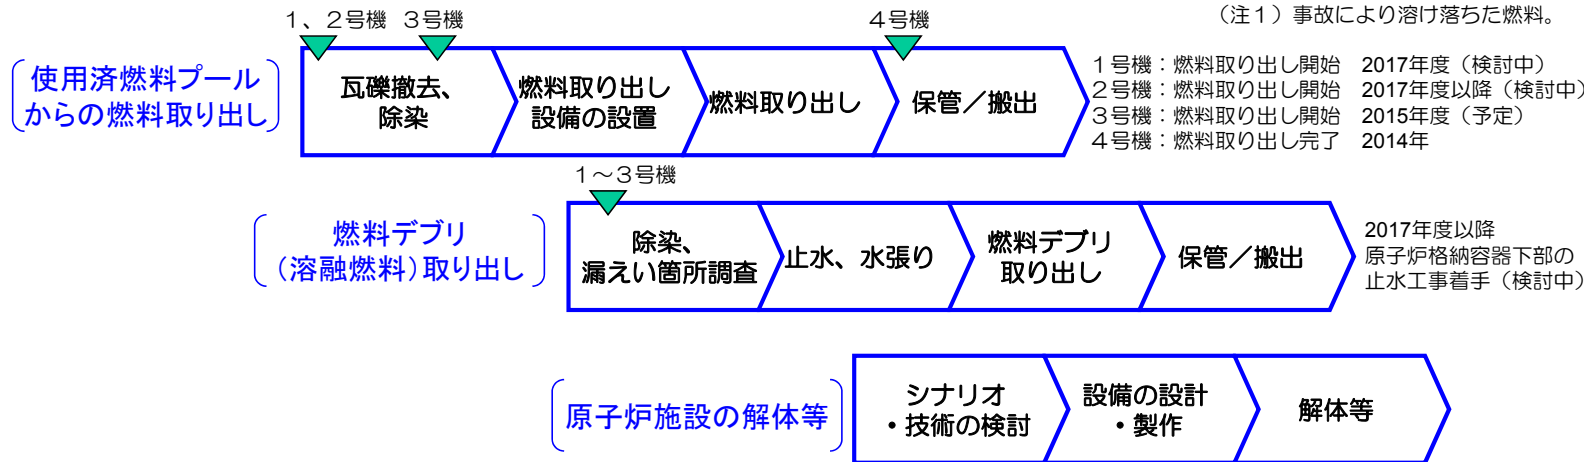 （注１）事故により溶け落ちた燃料。
１、２号機
３号機
４号機
使用済燃料プール
からの燃料取り出し
瓦礫撤去、
除染
燃料取り出し
設備の設置
燃料取り出し
保管／搬出
１号機：燃料取り出し開始　2017年度（検討中）
２号機：燃料取り出し開始　2017年度以降（検討中）
３号機：燃料取り出し開始　2015年度（予定）
４号機：燃料取り出し完了　2014年
１～３号機
燃料デブリ
（溶融燃料）取り出し
除染、
漏えい箇所調査
止水、水張り
燃料デブリ
取り出し
保管／搬出
2017年度以降
原子炉格納容器下部の
止水工事着手（検討中）
原子炉施設の解体等
シナリオ
・技術の検討
設備の設計
・製作
解体等